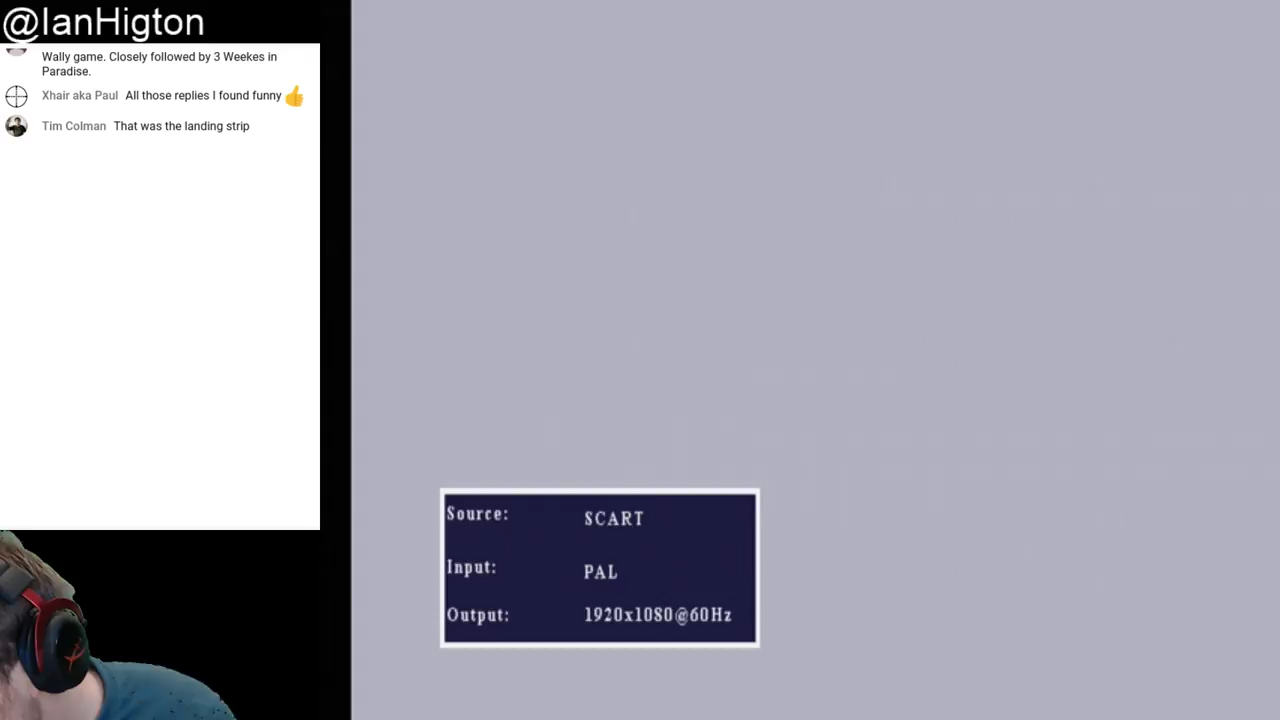 @IanHigton
Wally game. Closely followed by 3 Weekes in
Paradise.
Xhair aka Paul All those replies I found funny
Tim Colman That was the landing strip
Source: SCART
Input: PAL
Output: 1920x1080@60Hz